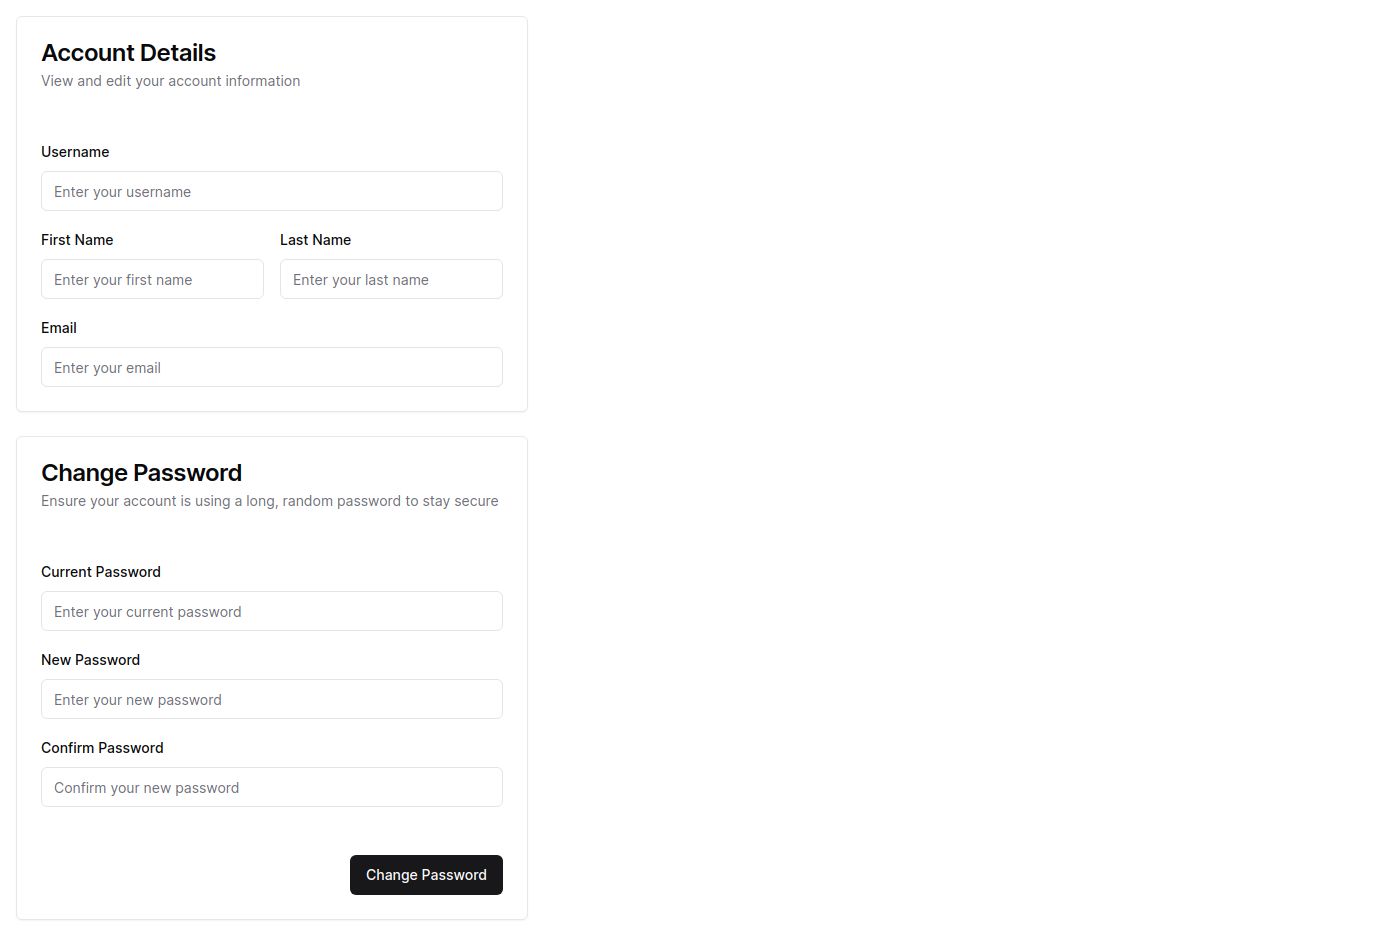 Account Details
View and edit your account information
Username
Enter your username
First Name
Last Name
Enter your first name
Enter your last name
Email
Enter your email
Change Password
Ensure your account is using a long, random password to stay secure
Current Password
Enter your current password
New Password
Enter your new password
Confirm Password
Confirm your new password
Change Password